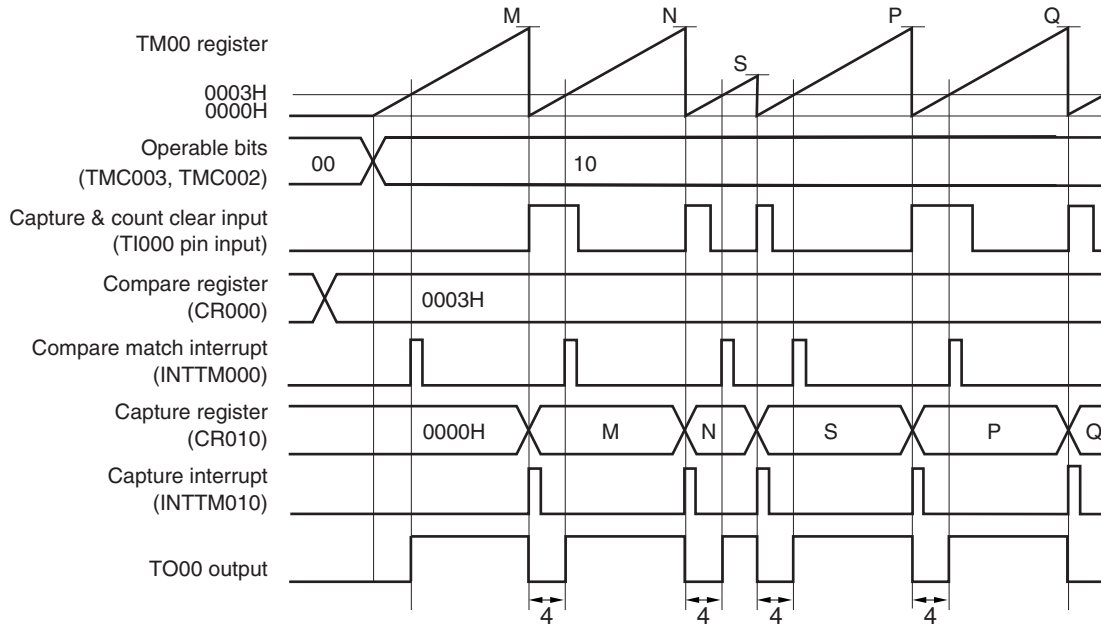 M N P Q
TM00 register
S
0003H
0000H
Operable bits
(TMC003, TMC002)
00 10
Capture & count clear input
(TI000 pin input)
Compare register
(CR000)
0003H
Compare match interrupt
(INTTM000)
Capture register
(CR010)
0000H M N S P Q
Capture interrupt
(INTTM010)
TO00 output
4 4 4 4